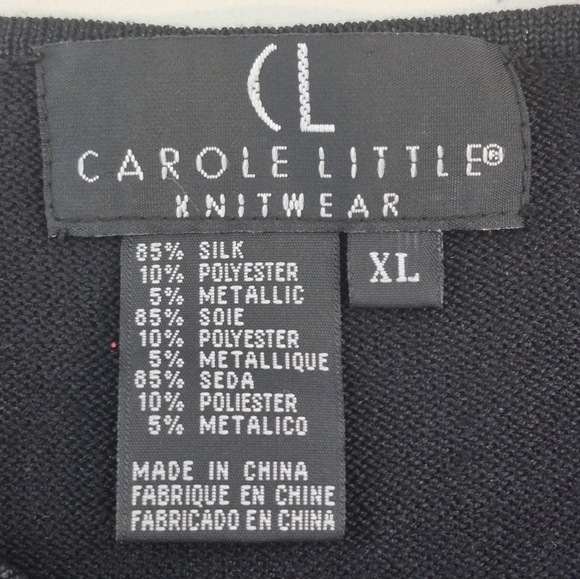 CL
CAROLE LITTLE®
KNITWEAR
85% SILK
10% POLYESTER
5% METALLIC
85% SOIE
10% POLYESTER
5% METALLIQUE
85% SEDA
10% POLIESTER
5% METALICO
MADE IN CHINA
FABRIQUE EN CHINE
FABRICADO EN CHINA
XL